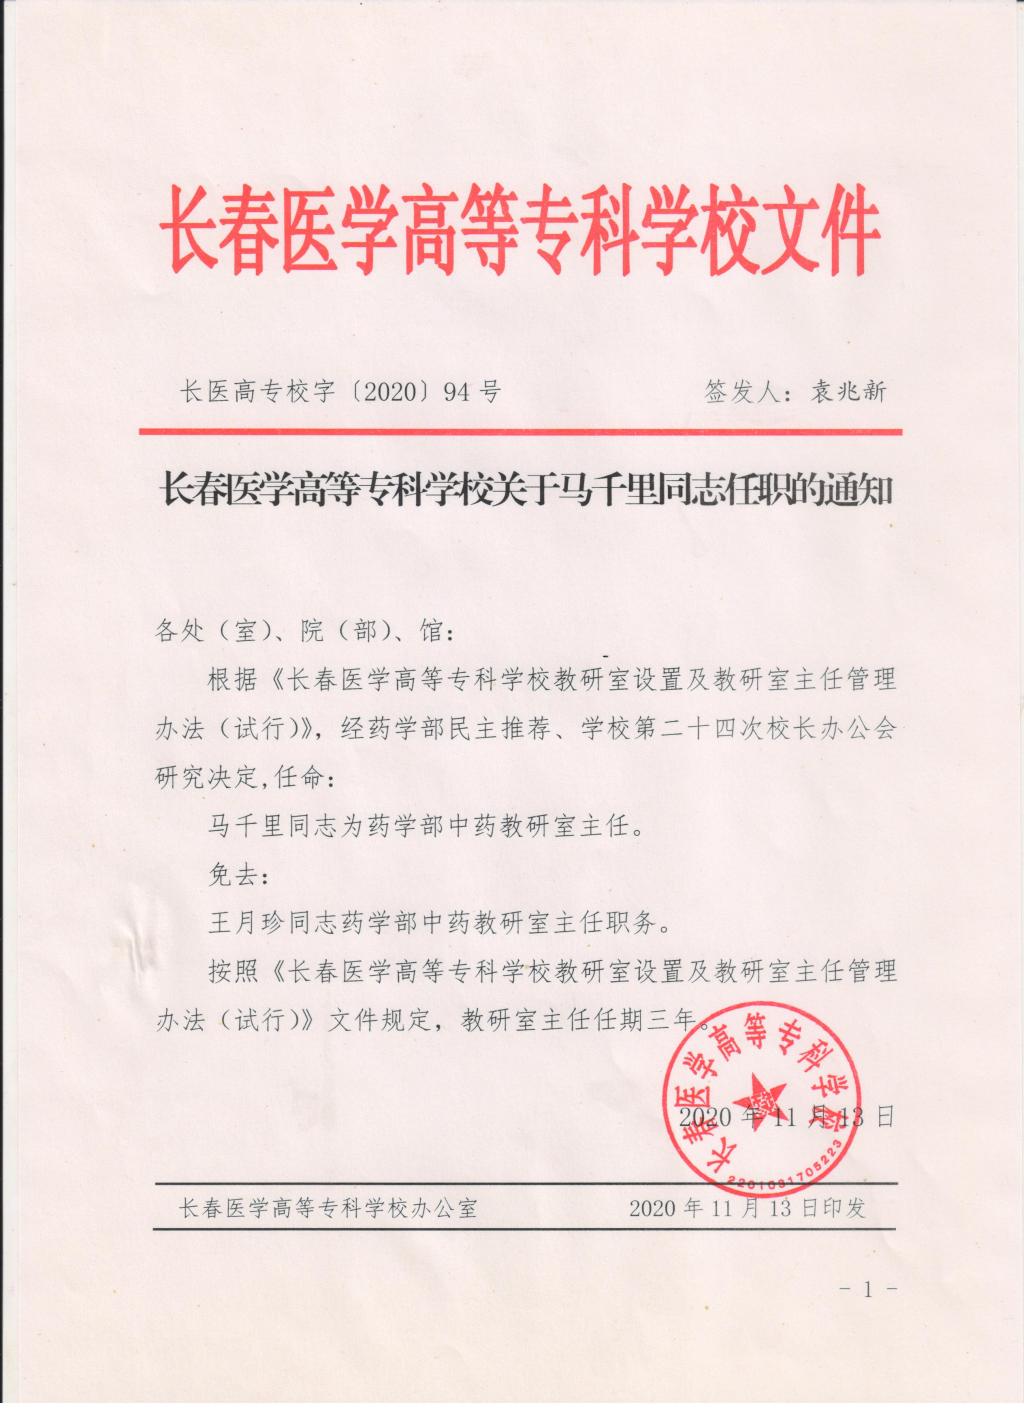 长春医学高等专科学校文件
长医高专校字〔2020〕94号 签发人：袁兆新
长春医学高等专科学校关于马千里同志任职的通知
各处（室）、院（部）、馆：
根据《长春医学高等专科学校教研室设置及教研室主任管理
办法（试行）》，经药学部民主推荐、学校第二十四次校长办公会
研究决定,任命：
马千里同志为药学部中药教研室主任。
免去：
王月珍同志药学部中药教研室主任职务。
按照《长春医学高等专科学校教研室设置及教研室主任管理
办法（试行）》文件规定，教研室主任任期三年。
长春医学高等专科学校
2020年11月13日
2201031705223
长春医学高等专科学校办公室 2020年11月13日印发
- 1 -